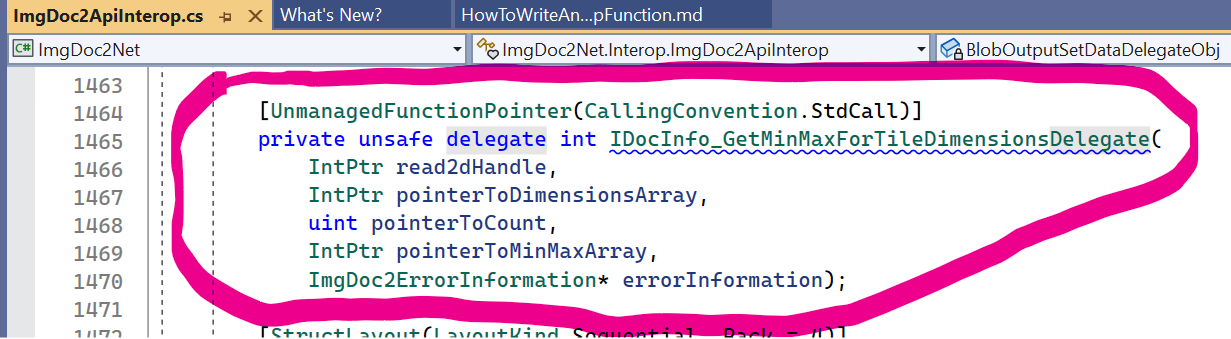 ImgDoc2ApiInterop.cs What's New? HowToWriteAn...pFunction.md
C# ImgDoc2Net ImgDoc2Net.Interop.ImgDoc2ApiInterop BlobOutputSetDataDelegateObj
1463
1464 [UnmanagedFunctionPointer(CallingConvention.StdCall)]
1465 private unsafe delegate int IDocInfo_GetMinMaxForTileDimensionsDelegate(
1466 IntPtr read2dHandle,
1467 IntPtr pointerToDimensionsArray,
1468 uint pointerToCount,
1469 IntPtr pointerToMinMaxArray,
1470 ImgDoc2ErrorInformation* errorInformation);
1471
1472 [StructLayout(LayoutKind.Sequential, Pack = 4)]